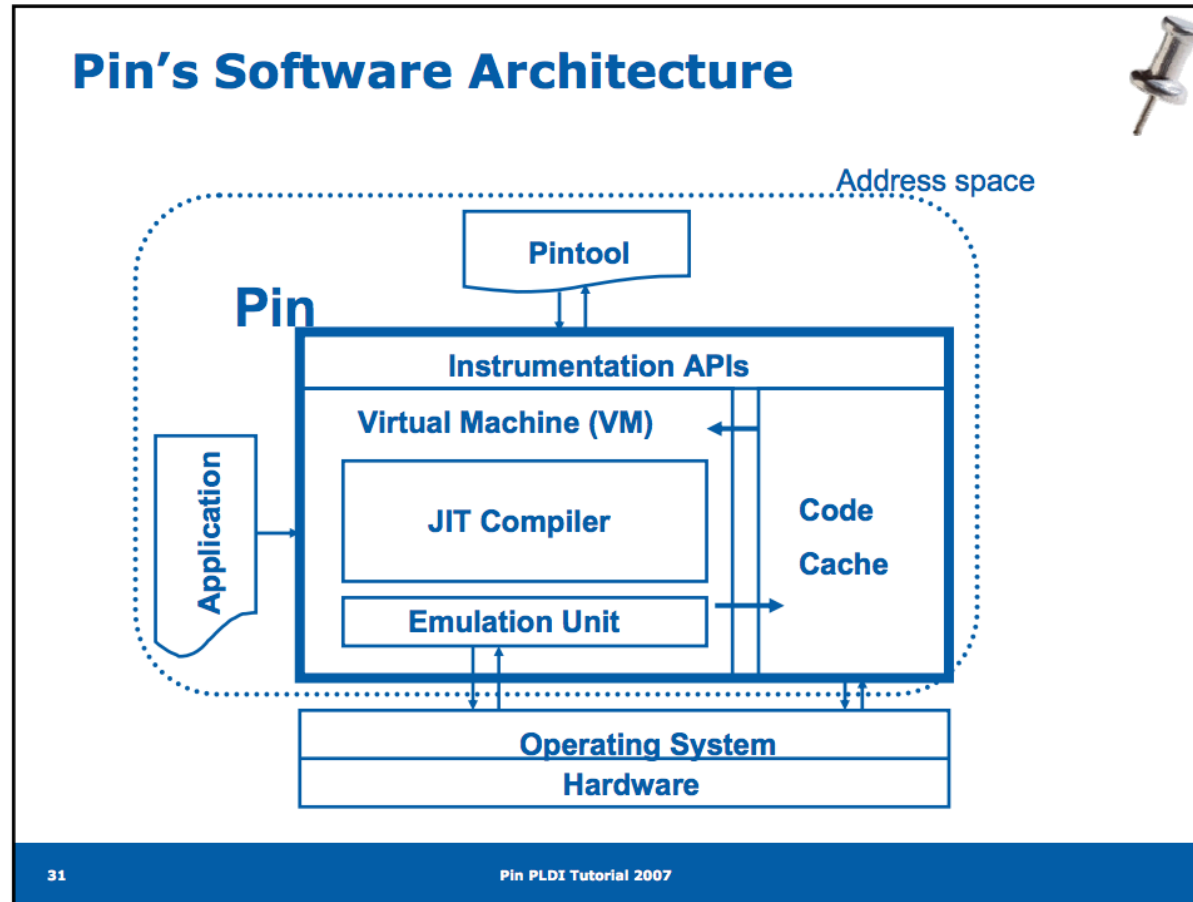 Pin’s Software Architecture
Address space
Pintool
Pin
Instrumentation APIs
Virtual Machine (VM)
Application
JIT Compiler
Code
Cache
Emulation Unit
Operating System
Hardware
31
Pin PLDI Tutorial 2007